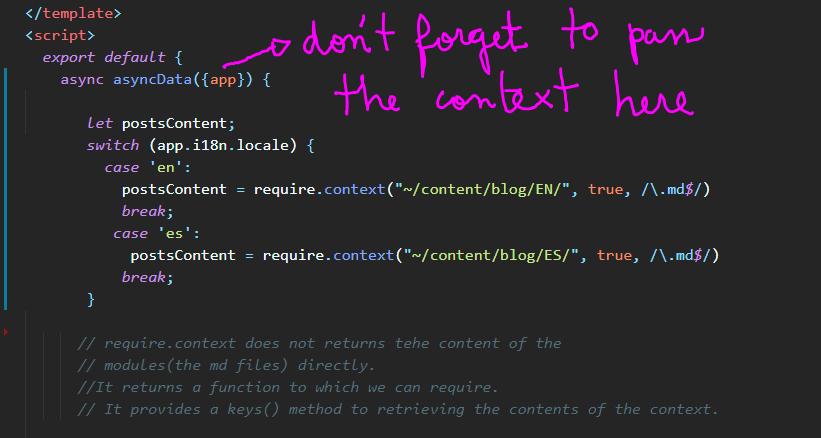 </template>
<script>
export default {
async asyncData({app}) {
don't forget to pass
the context here
let postsContent;
switch (app.i18n.locale) {
case 'en':
postsContent = require.context("~/content/blog/EN/", true, /\.md$/)
break;
case 'es':
postsContent = require.context("~/content/blog/ES/", true, /\.md$/)
break;
}
// require.context does not returns tehe content of the
// modules(the md files) directly.
//It returns a function to which we can require.
// It provides a keys() method to retrieving the contents of the context.